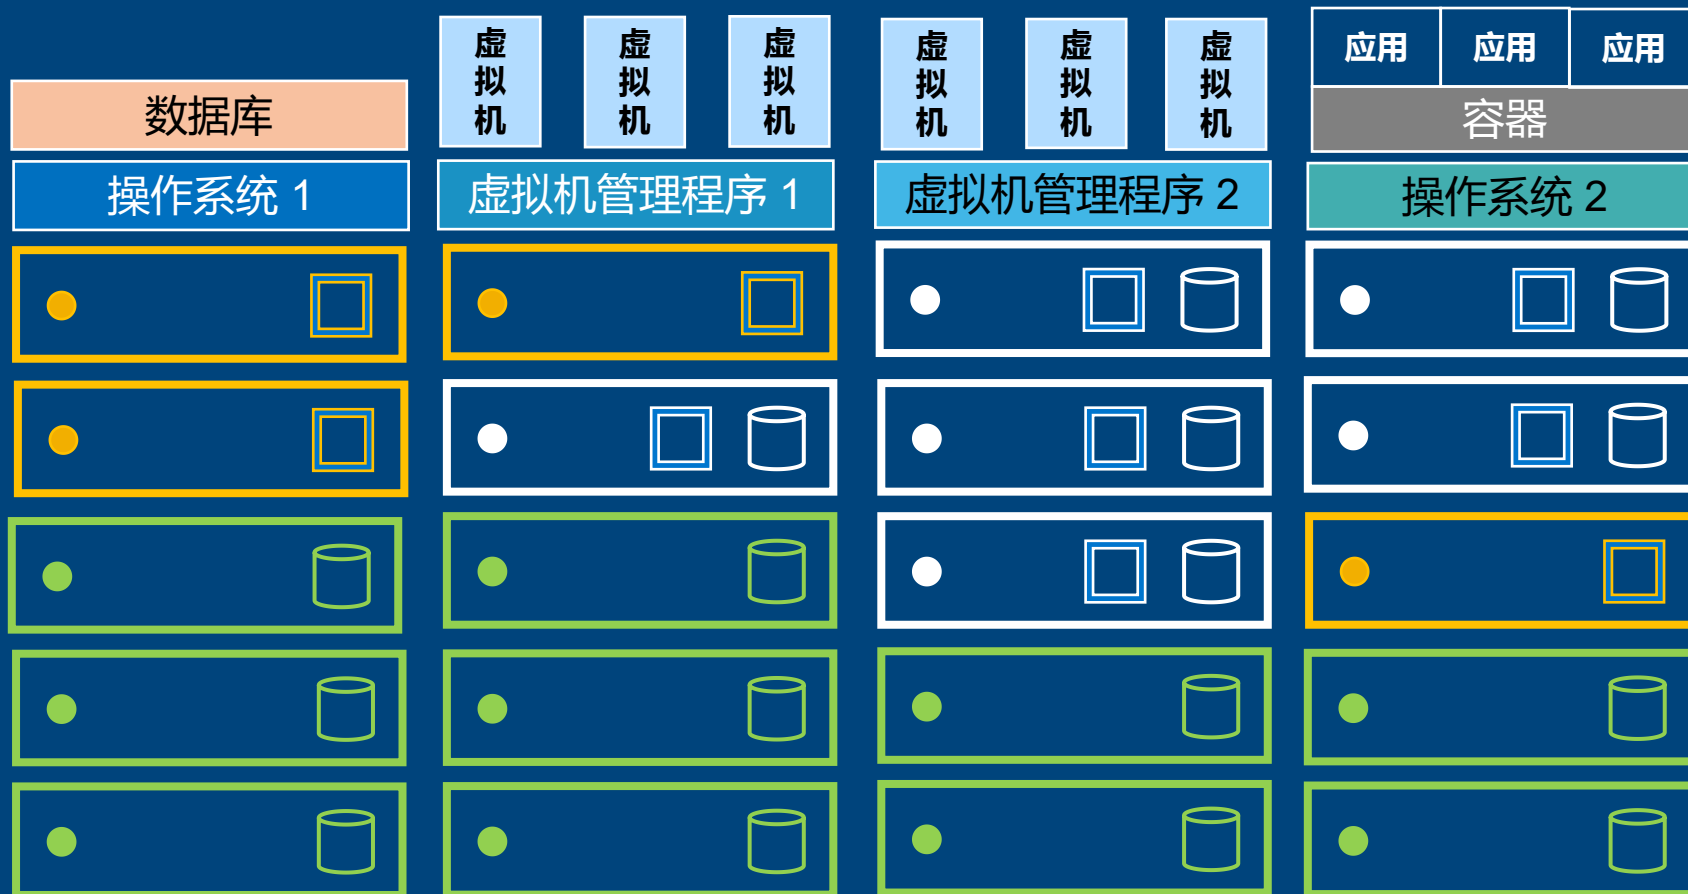 数据库
操作系统 1
虚拟机
虚拟机
虚拟机
虚拟机管理程序 1
虚拟机
虚拟机
虚拟机
虚拟机管理程序 2
应用
应用
应用
容器
操作系统 2